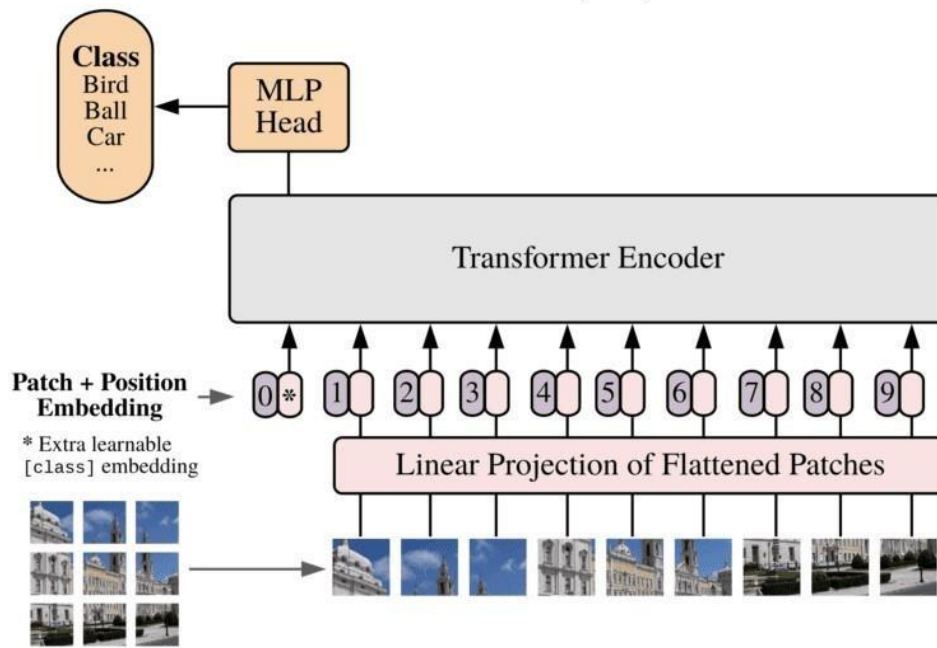 Class
Bird
Ball
Car
...
MLP
Head
Transformer Encoder
Patch + Position
Embedding
0 * 1 2 3 4 5 6 7 8 9
* Extra learnable
[class] embedding
Linear Projection of Flattened Patches